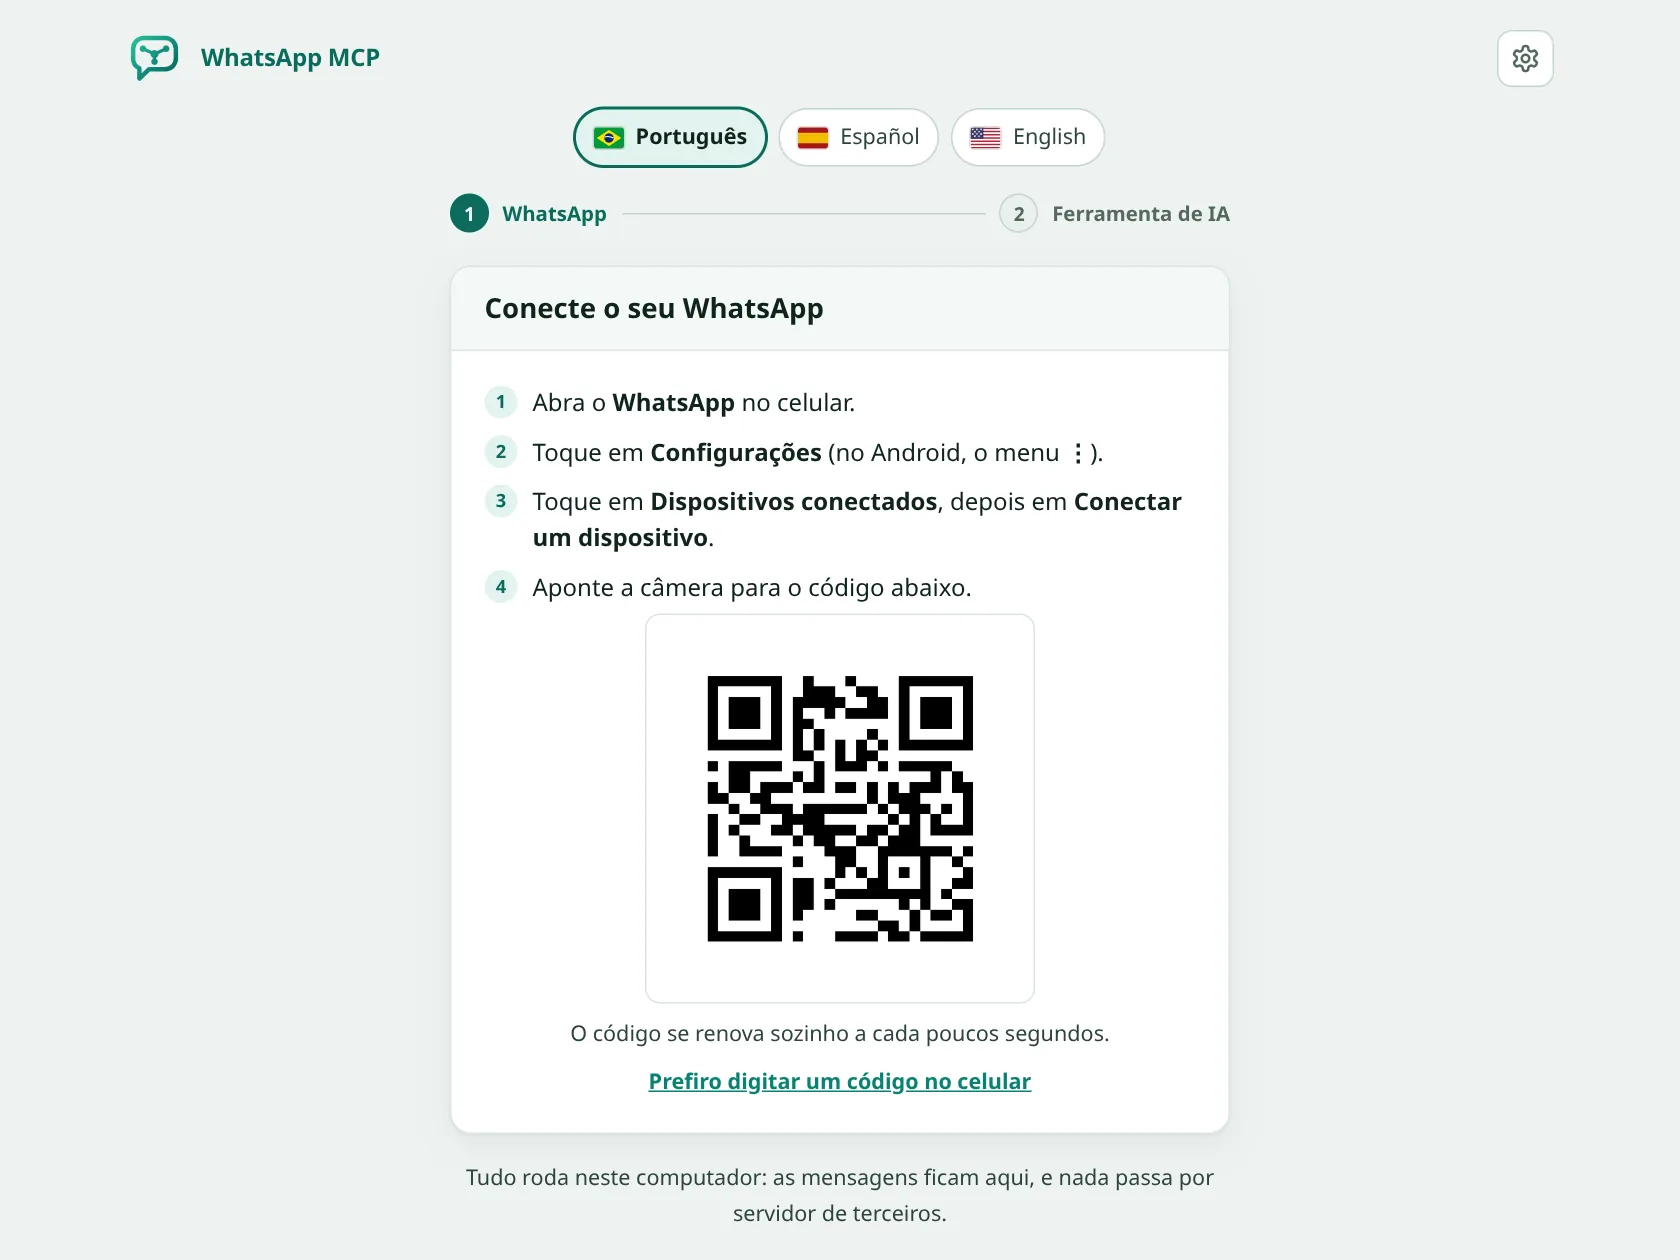 WhatsApp MCP
Português
Español
English
1 WhatsApp
2 Ferramenta de IA
Conecte o seu WhatsApp
1 Abra o WhatsApp no celular.
2 Toque em Configurações (no Android, o menu ⋮).
3 Toque em Dispositivos conectados, depois em Conectar
um dispositivo.
4 Aponte a câmera para o código abaixo.
O código se renova sozinho a cada poucos segundos.
Prefiro digitar um código no celular
Tudo roda neste computador: as mensagens ficam aqui, e nada passa por
servidor de terceiros.